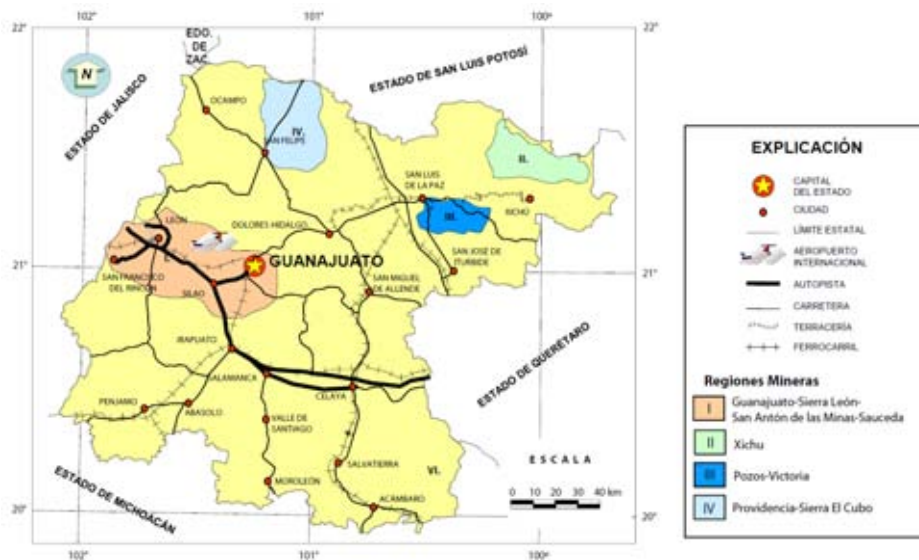 102°
101°
100°
22°
22°
EDO.
DE
ZAC.
ESTADO DE SAN LUIS POTOSÍ
N
ESTADO DE JALISCO
OCAMPO
IV.
SAN FELIPE
II.
SAN LUIS
DE LA PAZ
XICHÚ
III.
LEÓN
DOLORES HIDALGO
SAN JOSE DE
ITURBIDE
21°
GUANAJUATO
21°
SAN FRANCISCO
DEL RINCÓN
SILAO
SAN MIGUEL
DE ALLENDE
IRAPUATO
ESTADO DE QUERETARO
SALAMANCA
CELAYA
PENJAMO
ABASOLO
VALLE DE
SANTIAGO
SALVATIERRA
VI.
ESCALA
0 10 20 30 40 km
ESTADO DE MICHOACÁN
MOROLEÓN
ACÁMBARO
20°
20°
102°
101°
100°
EXPLICACIÓN
CAPITAL
DEL ESTADO
CIUDAD
LÍMITE ESTATAL
AEROPUERTO
INTERNACIONAL
AUTOPISTA
CARRETERA
TERRACERÍA
FERROCARRIL
Regiones Mineras
I Guanajuato-Sierra León-
San Antón de las Minas-Sauceda
II Xichu
III Pozos-Victoria
IV Providencia-Sierra El Cubo